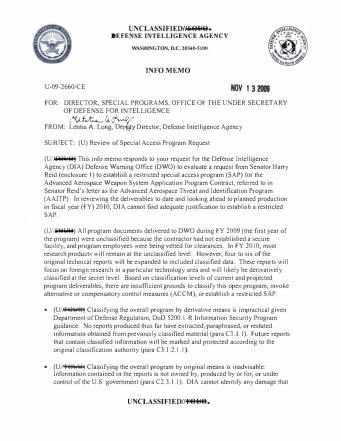 UNCLASSIFIED//FOUO
DEFENSE INTELLIGENCE AGENCY
WASHINGTON, D.C. 20340-5100
INFO MEMO
U-09-2660/CE
NOV 13 2009
FOR: DIRECTOR, SPECIAL PROGRAMS, OFFICE OF THE UNDER SECRETARY
OF DEFENSE FOR INTELLIGENCE
Letitia A. Long
FROM: Letitia A. Long, Deputy Director, Defense Intelligence Agency
SUBJECT: (U) Review of Special Access Program Request
(U//FOUO) This info memo responds to your request for the Defense Intelligence
Agency (DIA) Defense Warning Office (DWO) to evaluate a request from Senator Harry
Reid (enclosure 1) to establish a restricted special program (SAP) for the
Advanced Aerospace Weapon System Application Program Contract, referred to in
Senator Reid's letter as the Advanced Aerospace Threat and Identification Program
(AATIP). In reviewing the deliverables to date and looking ahead to planned production
in fiscal year (FY) 2010, DIA cannot find adequate justification to establish a restricted
SAP.
(U//FOUO) All program documents delivered to DWO during FY 2009 (the first year of
the program) were unclassified because the contractor had not established a secure
facility, and program employees were being vetted for clearances. In FY 2010, most
research products will remain at the unclassified level. However, four to six of the
original technical reports will be expanded to include classified data. These reports will
focus on foreign research in a particular technology area and will likely be derivatively
classified at the secret level. Based on classification levels of current and projected
program deliverables, there are insufficient grounds to classify this open program, invoke
alternative or compensatory control measures (ACCM), or establish a restricted SAP.
• (U//FOUO) Classifying the overall program by derivative means is impractical given
Department of Defense Regulation, DoD 5200.1-R Information Security Program
guidance. No reports produced thus far have extracted, paraphrased, or restated
information obtained from previously classified material (para C3.1.1). Future reports
that contain classified information will be marked and protected according to the
original classification authority (para C3.1.2.1.1).
• (U//FOUO) Classifying the overall program by original means is inadvisable:
information contained in the reports is not owned by, produced by or for, or under
control of the U.S. government (para C2.3.1.1). DIA cannot identify any damage that
UNCLASSIFIED//FOUO